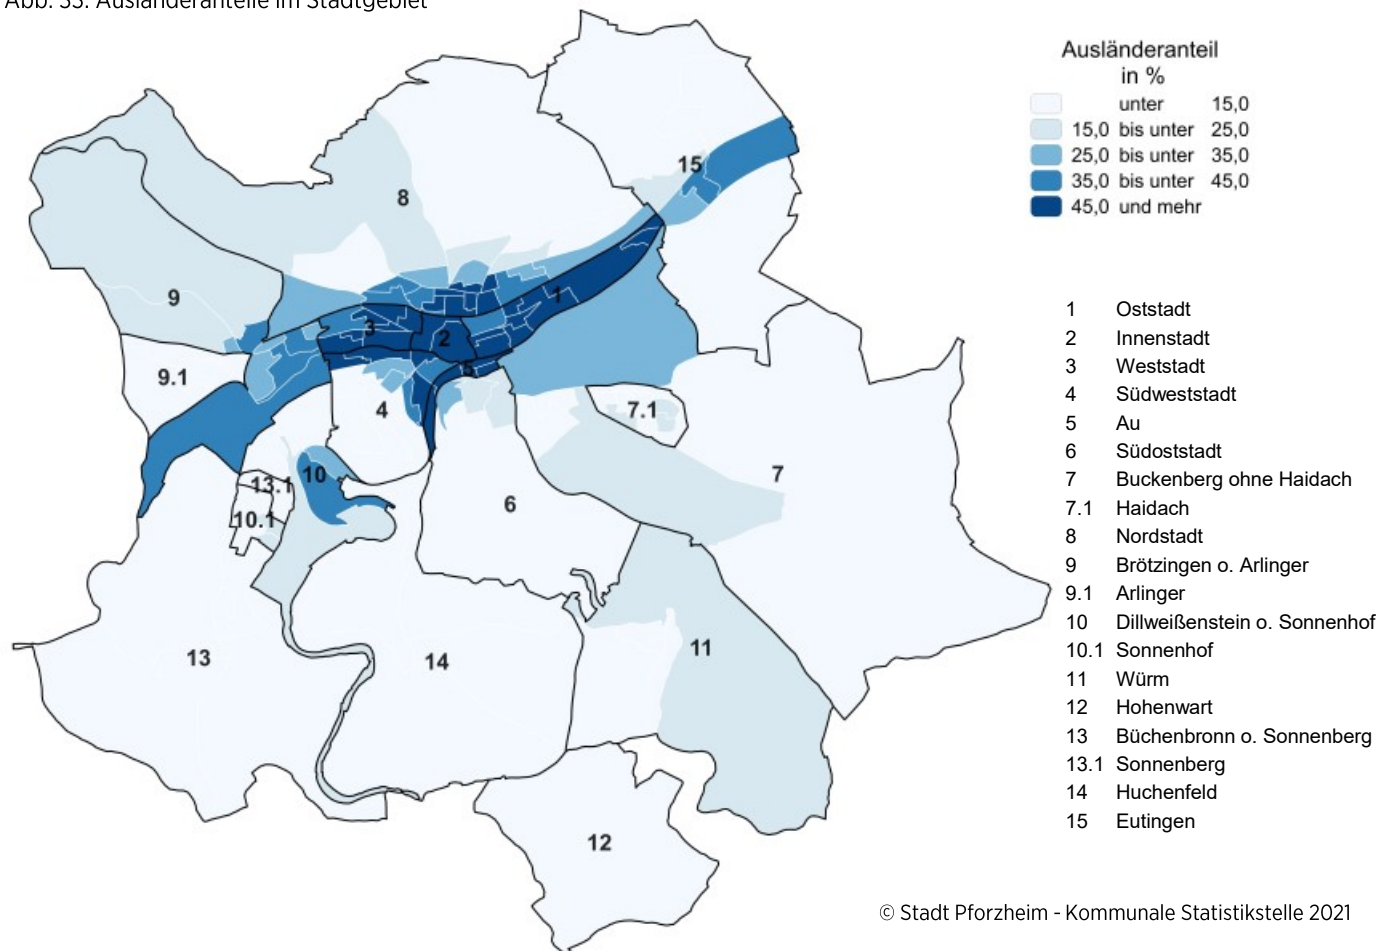 Abb. 33: Ausländeranteile im Stadtgebiet
Ausländeranteil
in %
unter 15,0
15,0 bis unter 25,0
25,0 bis unter 35,0
35,0 bis unter 45,0
45,0 und mehr
15
8
9
1
3
2
5
9.1
4
7.1
10
13.1
10.1
6
7
13
14
11
12
1 Oststadt
2 Innenstadt
3 Weststadt
4 Südweststadt
5 Au
6 Südoststadt
7 Buckenberg ohne Haidach
7.1 Haidach
8 Nordstadt
9 Brötzingen o. Arlinger
9.1 Arlinger
10 Dillweißenstein o. Sonnenhof
10.1 Sonnenhof
11 Würm
12 Hohenwart
13 Büchenbronn o. Sonnenberg
13.1 Sonnenberg
14 Huchenfeld
15 Eutingen
© Stadt Pforzheim - Kommunale Statistikstelle 2021